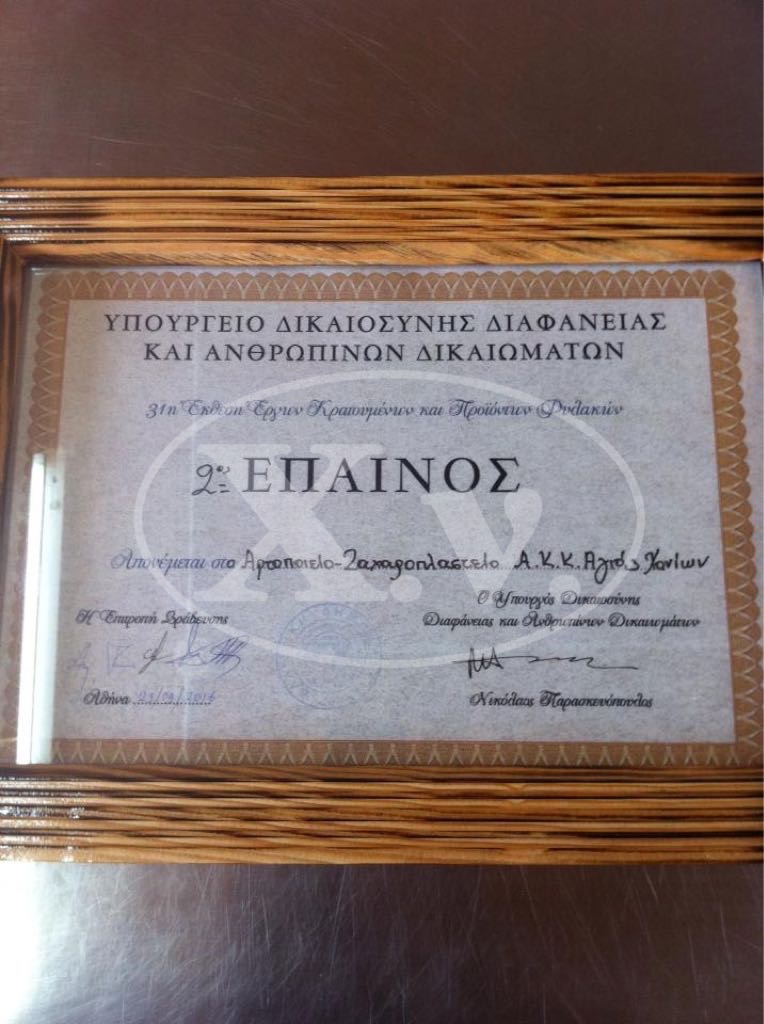 ΥΠΟΥΡΓΕΙΟ ΔΙΚΑΙΟΣΥΝΗΣ ΔΙΑΦΑΝΕΙΑΣ
ΚΑΙ ΑΝΘΡΩΠΙΝΩΝ ΔΙΚΑΙΩΜΑΤΩΝ
31η Έκθεση Έργων Κρατουμένων και Προϊόντων Φυλακών
2ος ΕΠΑΙΝΟΣ
X.v.
Απονέμεται στο Αρτοποιείο-Ζαχαροπλαστείο Α.Κ.Κ. Αγιάς Χανίων
Η Επιτροπή Βράβευσης
Ο Υπουργός Δικαιοσύνης
Διαφάνειας και Ανθρωπίνων Δικαιωμάτων
Αθήνα /2016
Νικόλαος Παρασκευόπουλος